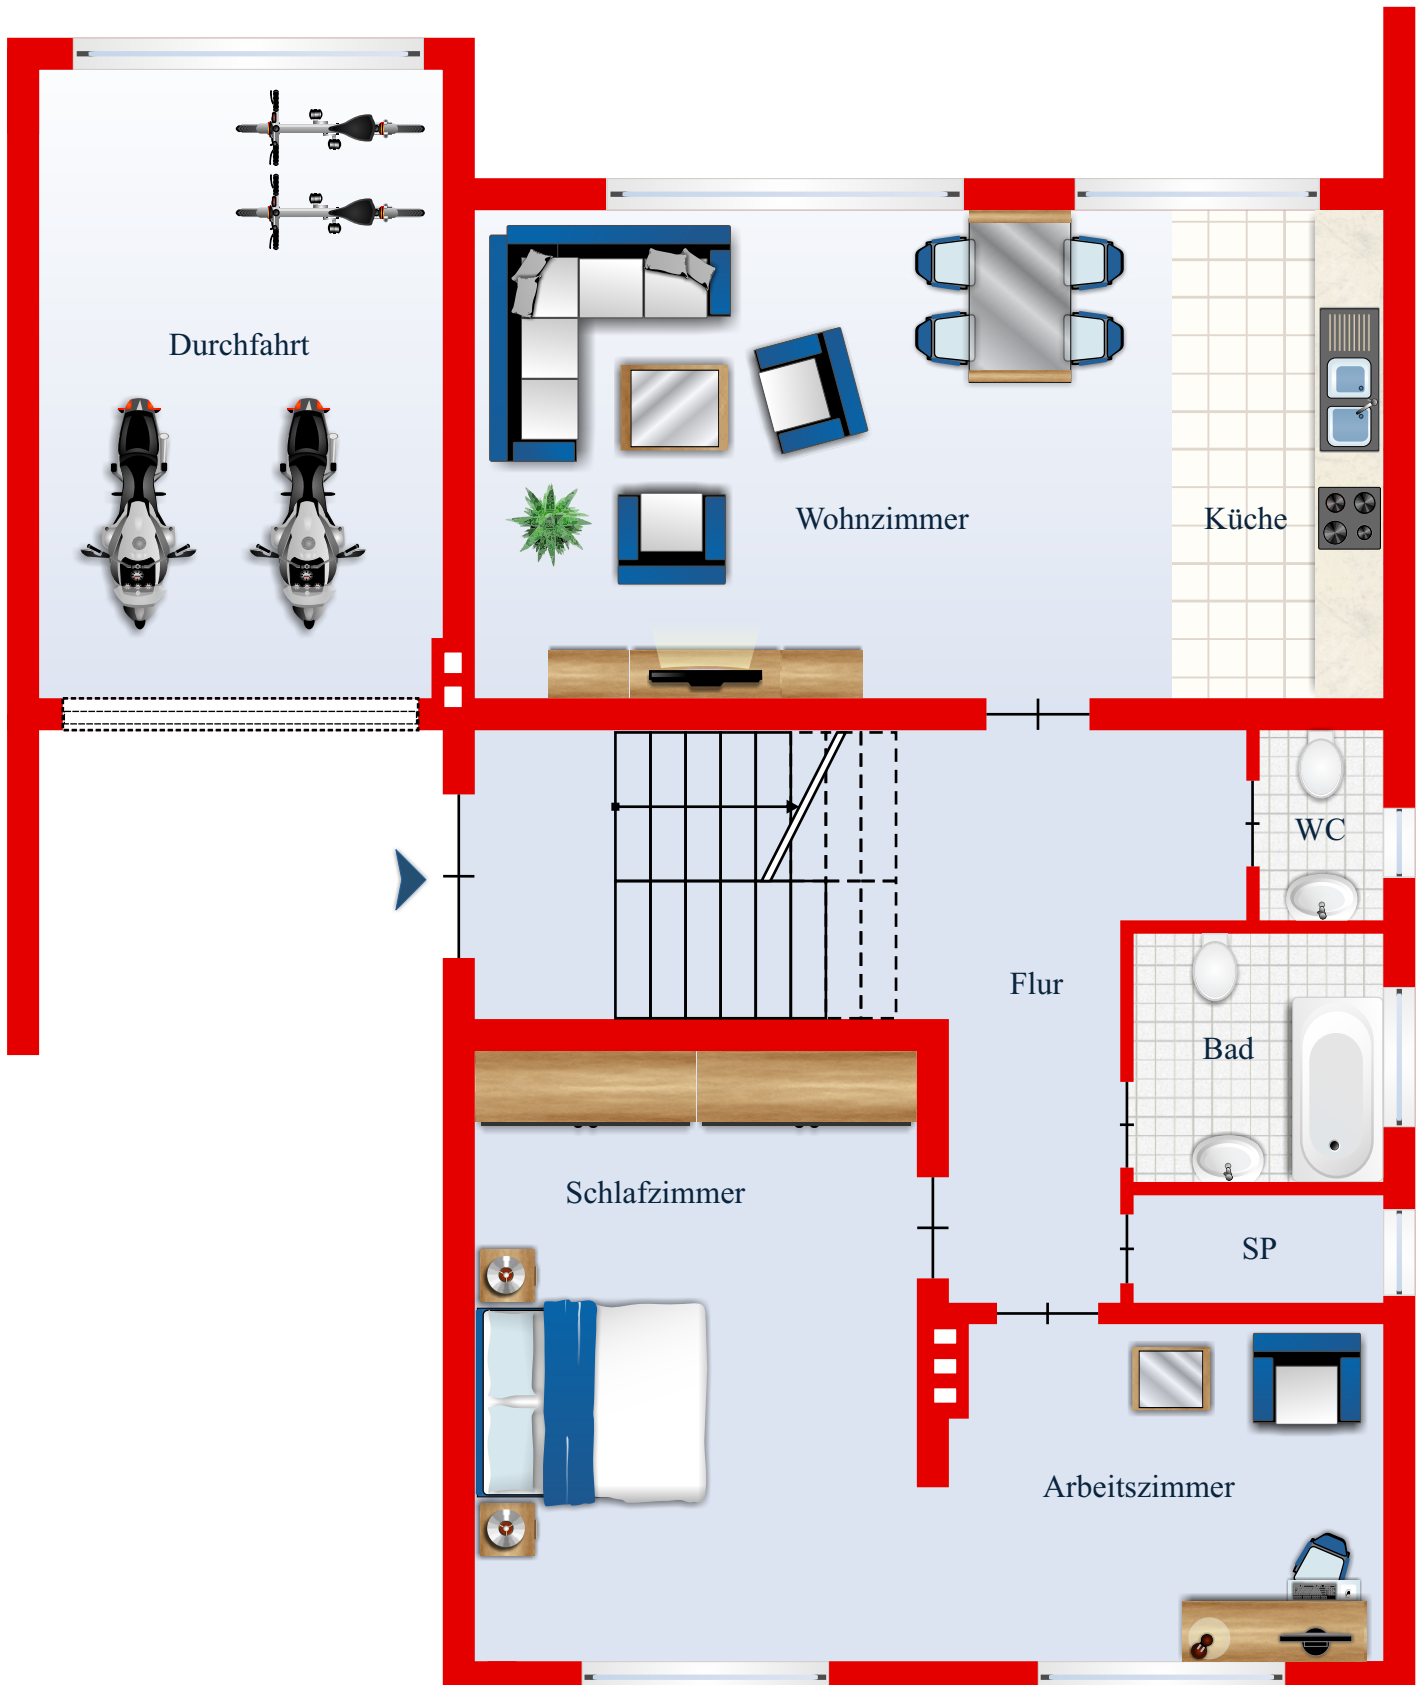 Durchfahrt
Wohnzimmer
Küche
WC
Flur
Bad
Schlafzimmer
SP
Arbeitszimmer